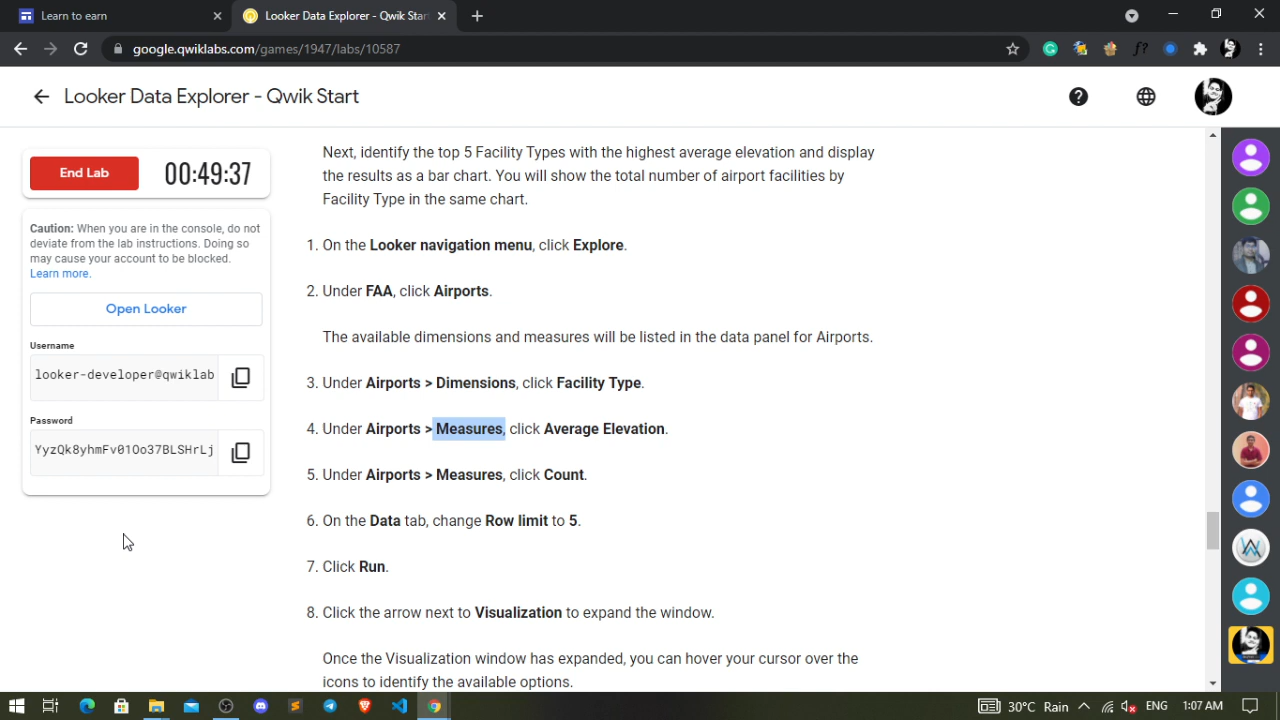 Learn to earn
Looker Data Explorer - Qwik Start
google.qwiklabs.com/games/1947/labs/10587
Looker Data Explorer - Qwik Start
End Lab
00:49:37
Caution: When you are in the console, do not
deviate from the lab instructions. Doing so
may cause your account to be blocked.
Learn more.
Open Looker
Username
looker-developer@qwiklab
Password
YyzQk8yhmFv01Oo37BLSHrLj
Next, identify the top 5 Facility Types with the highest average elevation and display
the results as a bar chart. You will show the total number of airport facilities by
Facility Type in the same chart.
1. On the Looker navigation menu, click Explore.
2. Under FAA, click Airports.
The available dimensions and measures will be listed in the data panel for Airports.
3. Under Airports > Dimensions, click Facility Type.
4. Under Airports > Measures, click Average Elevation.
5. Under Airports > Measures, click Count.
6. On the Data tab, change Row limit to 5.
7. Click Run.
8. Click the arrow next to Visualization to expand the window.
Once the Visualization window has expanded, you can hover your cursor over the
icons to identify the available options.
30°C Rain
ENG
1:07 AM